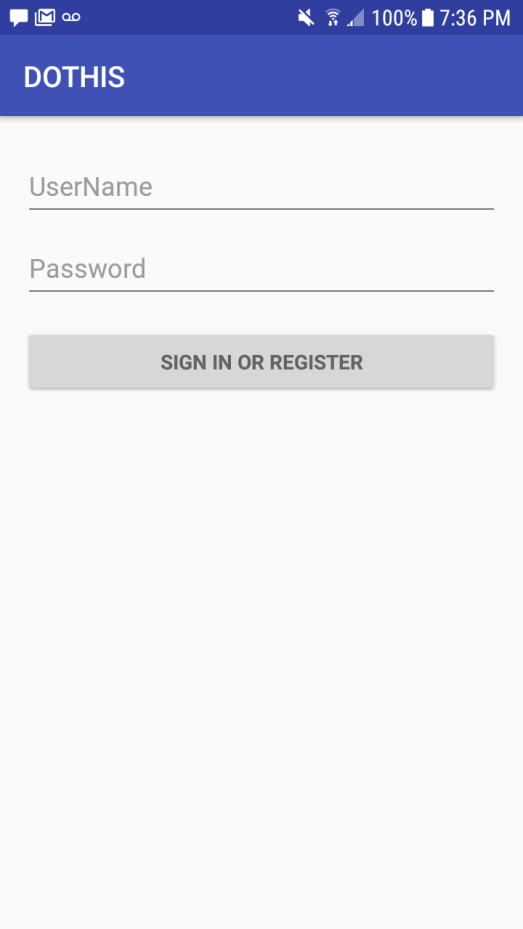 100% 7:36 PM
DOTHIS
UserName
Password
SIGN IN OR REGISTER